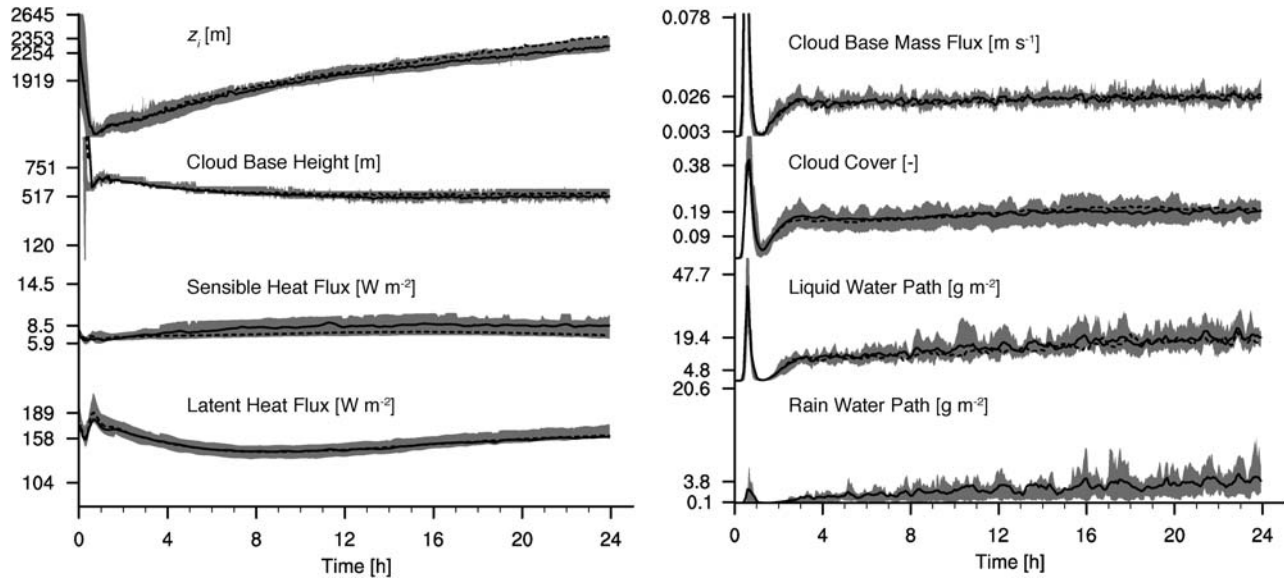 2645
2353
2254
1919
z_i [m]
751
517
120
Cloud Base Height [m]
14.5
8.5
5.9
Sensible Heat Flux [W m⁻²]
189
158
104
Latent Heat Flux [W m⁻²]
0 4 8 12 16 20 24
Time [h]
0.078
0.026
0.003
Cloud Base Mass Flux [m s⁻¹]
0.38
0.19
0.09
Cloud Cover [-]
47.7
19.4
4.8
Liquid Water Path [g m⁻²]
20.6
3.8
0.1
Rain Water Path [g m⁻²]
0 4 8 12 16 20 24
Time [h]